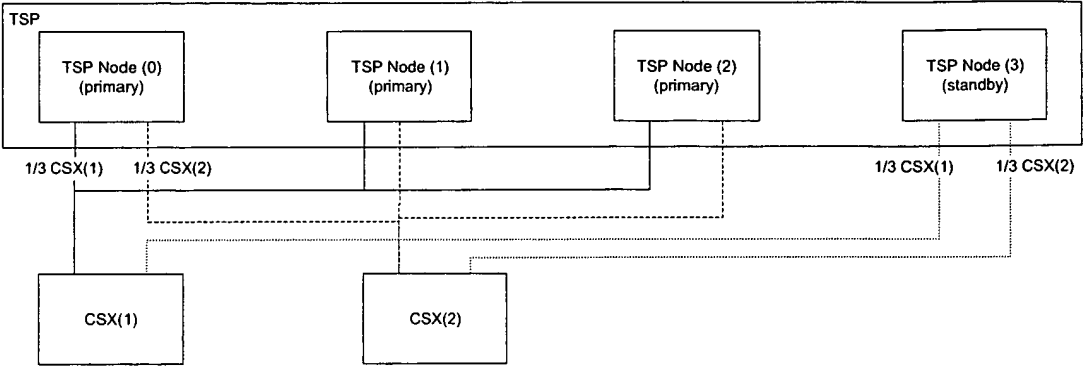 TSP
TSP Node (0)
(primary)
TSP Node (1)
(primary)
TSP Node (2)
(primary)
TSP Node (3)
(standby)
1/3 CSX(1)
1/3 CSX(2)
1/3 CSX(1)
1/3 CSX(2)
CSX(1)
CSX(2)